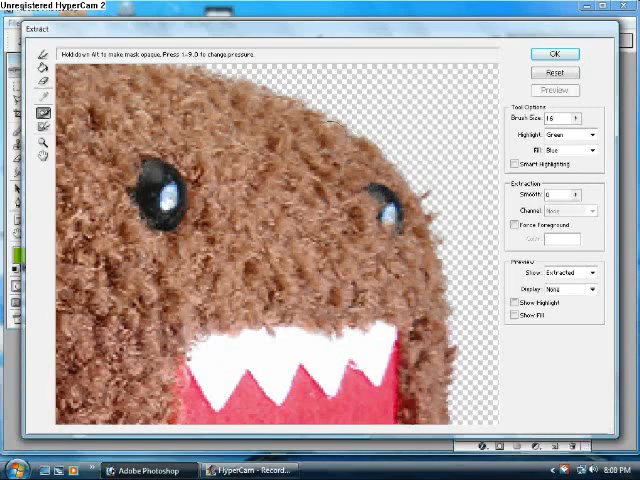 Unregistered HyperCam 2
Extract
Hold down Alt to make mask opaque. Press 1-9,0 to change pressure.
OK
Reset
Preview
Tool Options
Brush Size: 16
Highlight: Green
Fill: Blue
Smart Highlighting
Extraction
Smooth: 0
Channel: None
Force Foreground
Color:
Preview
Show: Extracted
Display: None
Show Highlight
Show Fill
Adobe Photoshop
HyperCam - Record...
8:00 PM